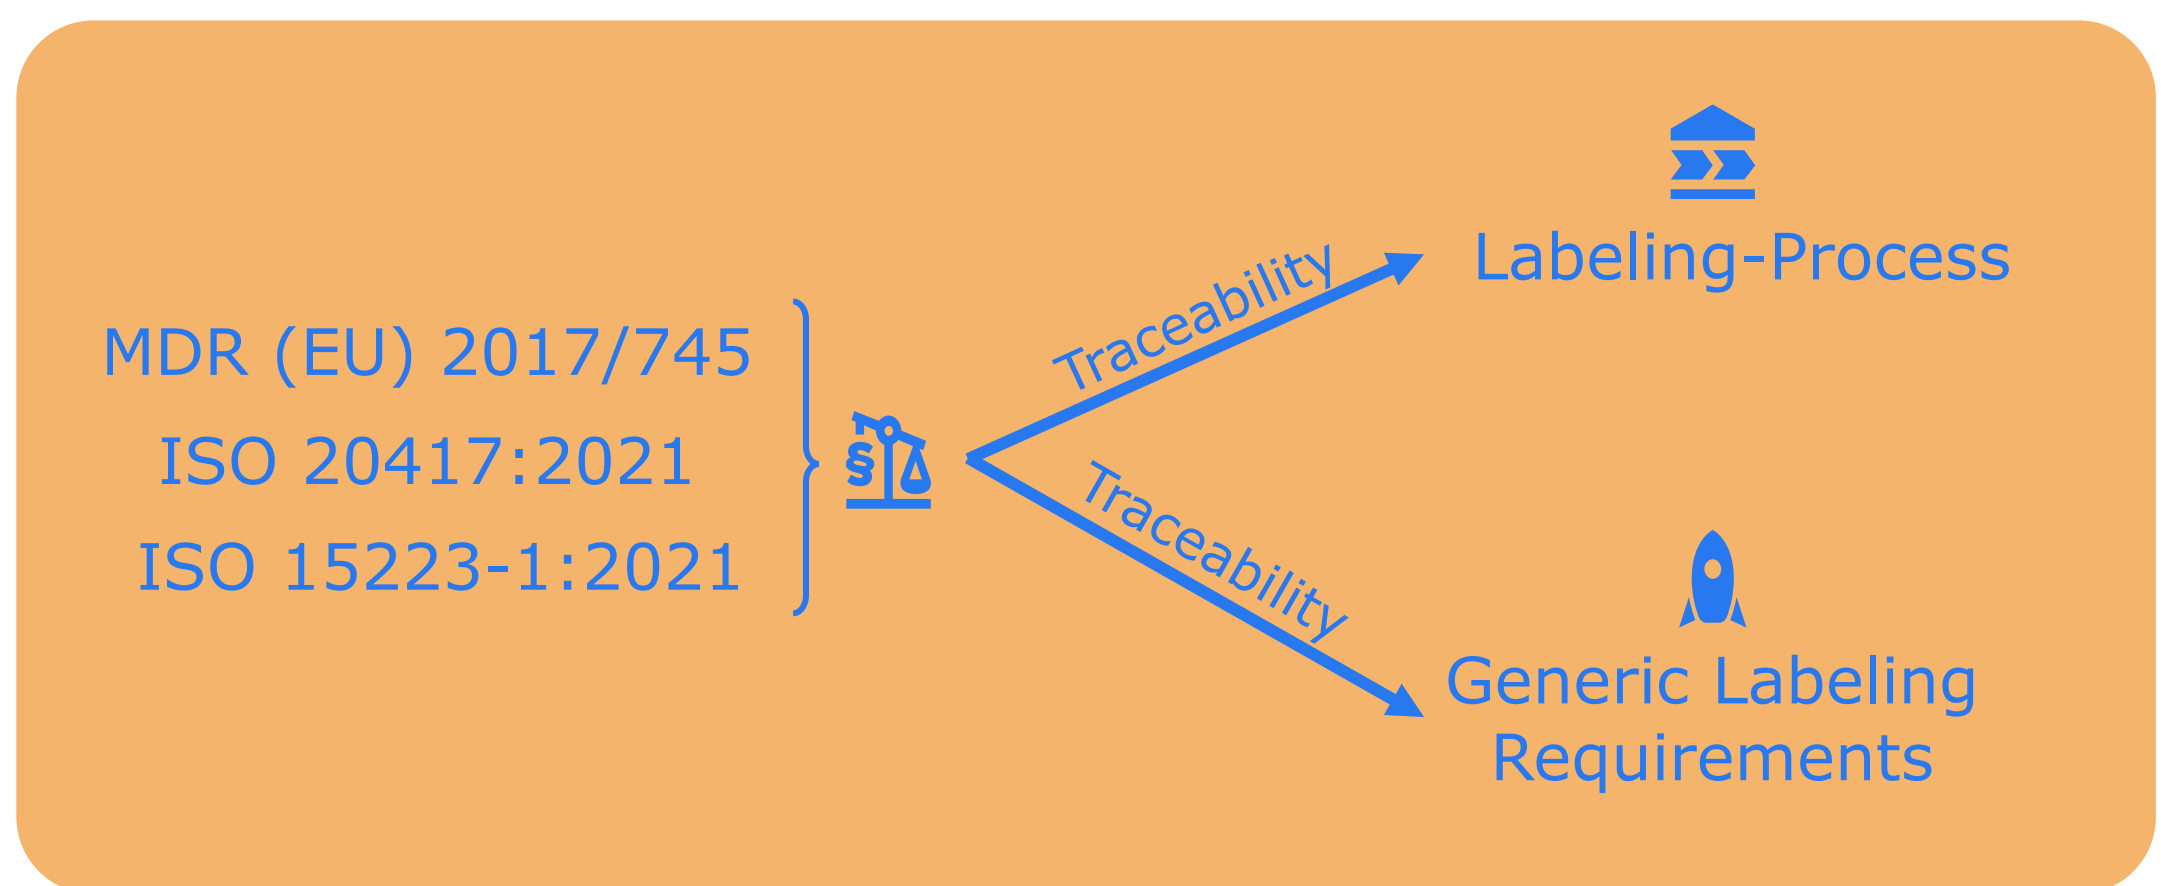 MDR (EU) 2017/745
ISO 20417:2021
ISO 15223-1:2021
§
Traceability
Traceability
Labeling-Process
Generic Labeling
Requirements